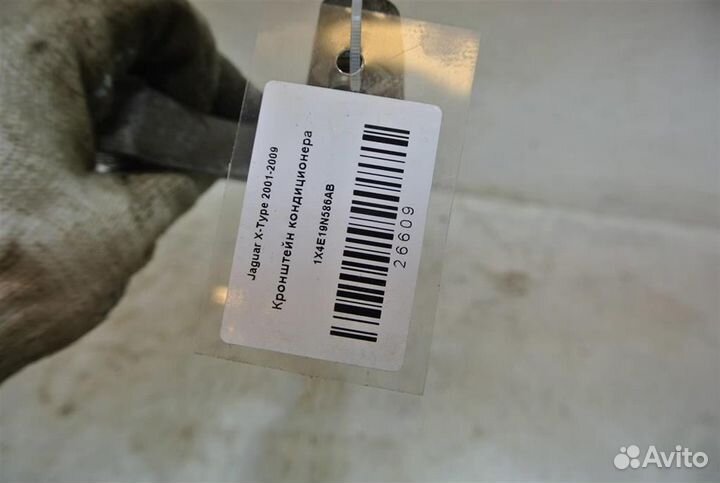 Jaguar X-Type 2001-2009
Кронштейн кондиционера
1X4E19N586AB
26609
Avito